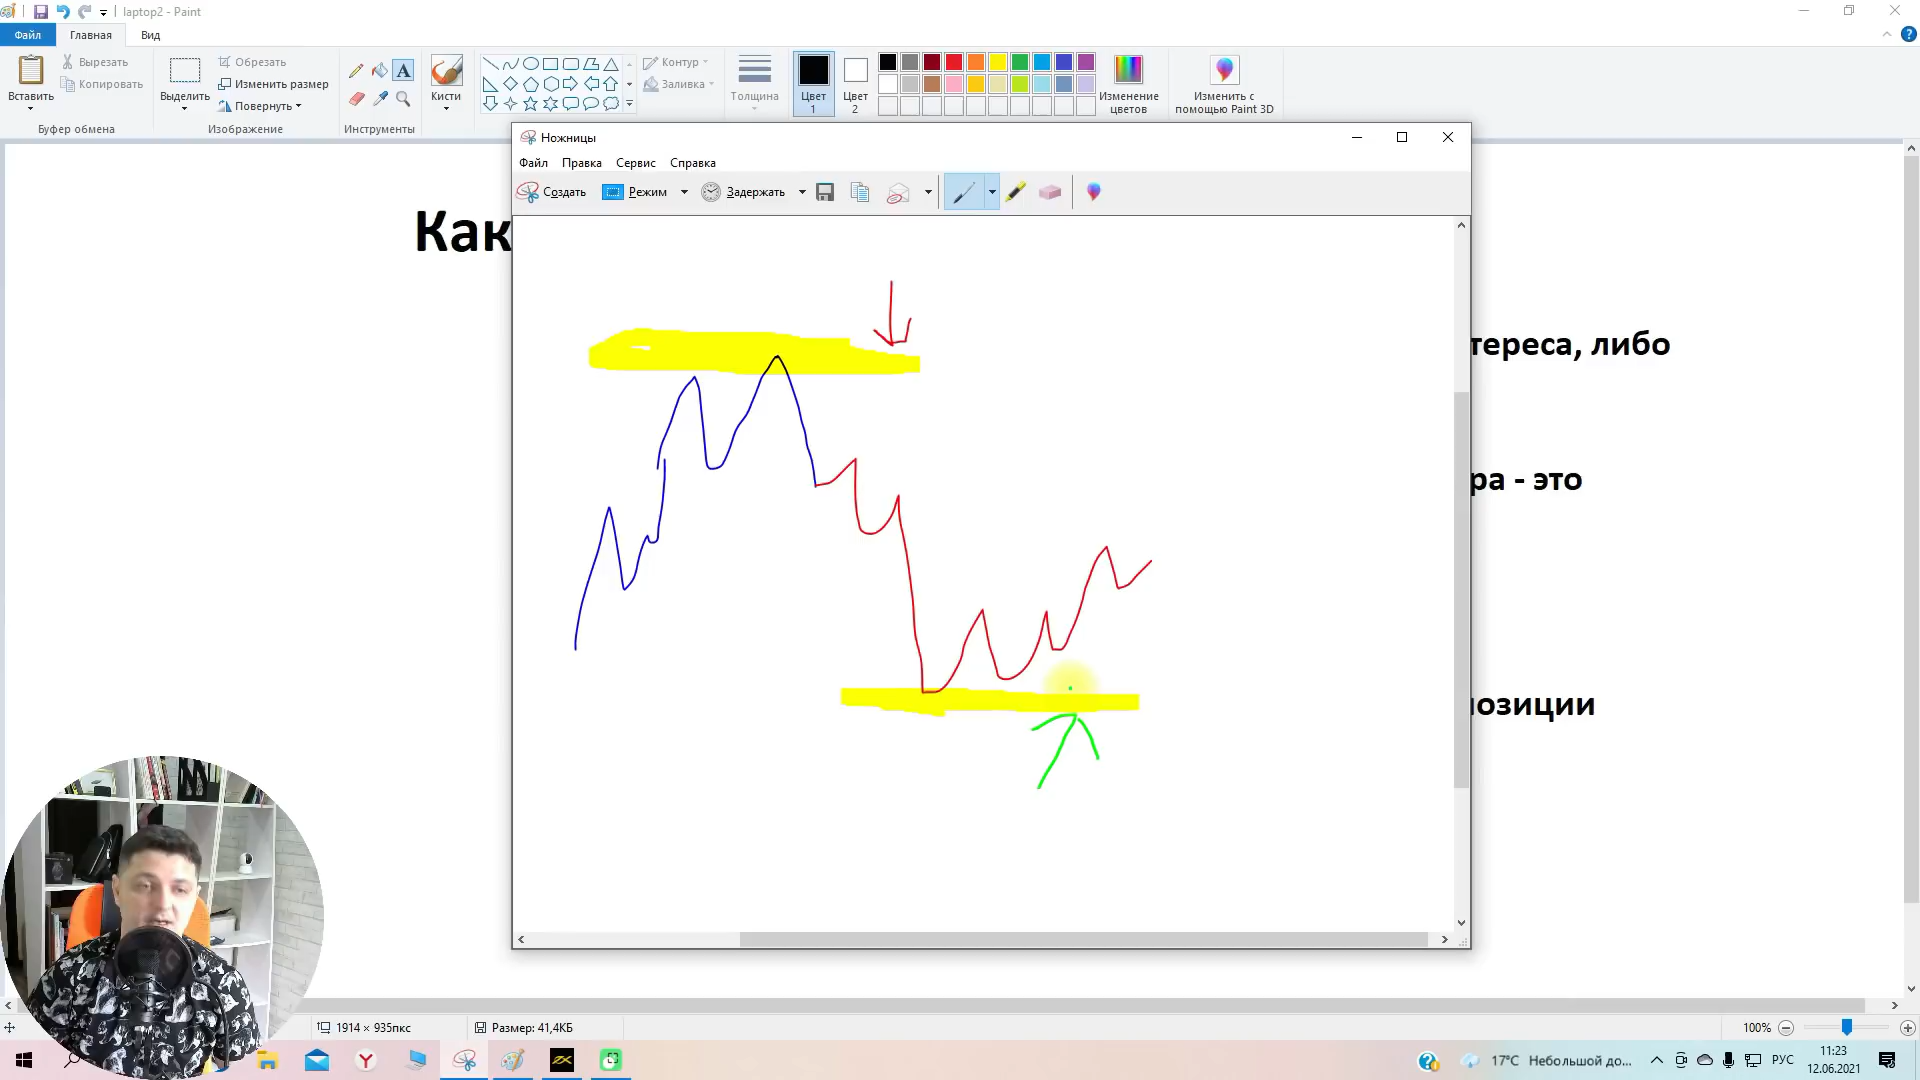 laptop2 - Paint
Файл
Главная
Вид
Вставить
Вырезать
Копировать
Буфер обмена
Выделить
Обрезать
Изменить размер
Повернуть
Изображение
Инструменты
Кисти
Контур
Заливка
Толщина
Цвет
1
Цвет
2
Изменение
цветов
Изменить с
помощью Paint 3D
Как
Ножницы
Файл Правка Сервис Справка
Создать Режим Задержать
тереса, либо
ра - это
позиции
1914 × 935пкс
Размер: 41,4КБ
100%
17°C Небольшой до...
РУС
11:23
12.06.2021